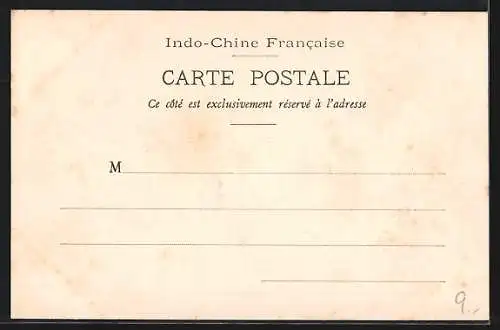 Indo-Chine Française
CARTE POSTALE
Ce côté est exclusivement réservé à l'adresse
M
9.-